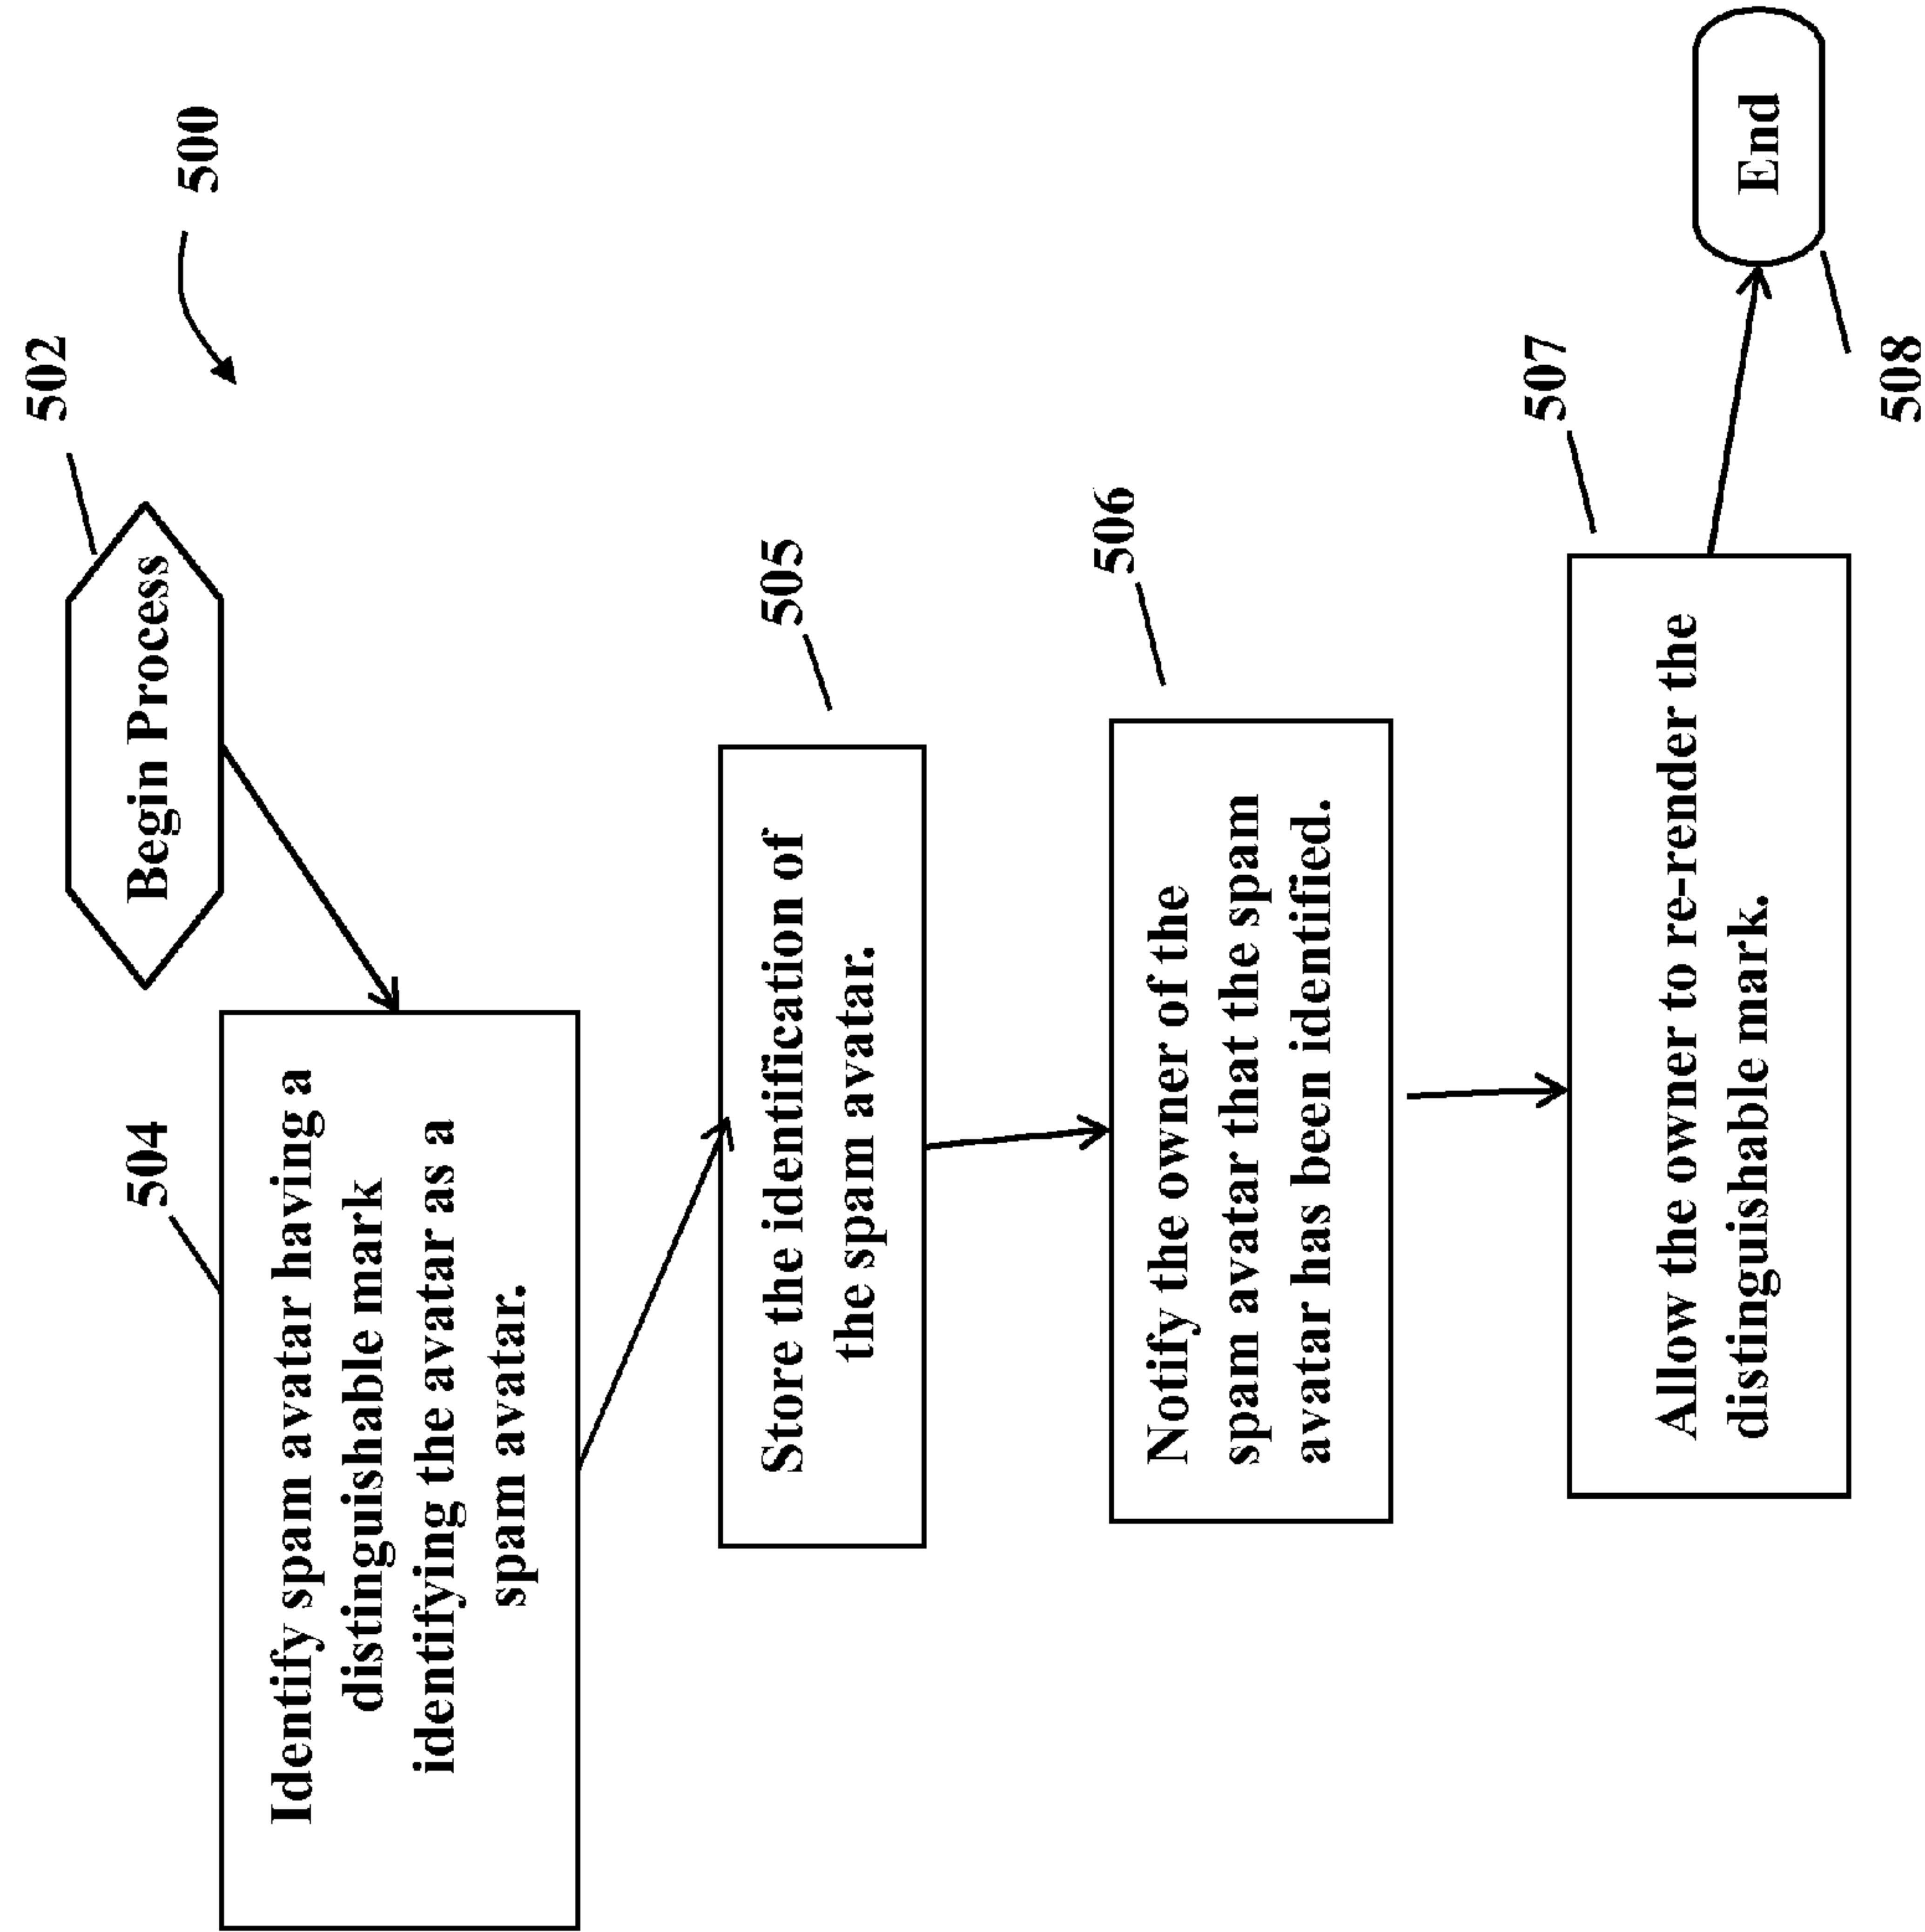 500
502
Begin Process
504
Identify spam avatar having a
distinguishable mark
identifying the avatar as a
spam avatar.
505
Store the identification of
the spam avatar.
506
Notify the owner of the
spam avatar that the spam
avatar has been identified.
507
Allow the owner to re-render the
distinguishable mark.
End
508